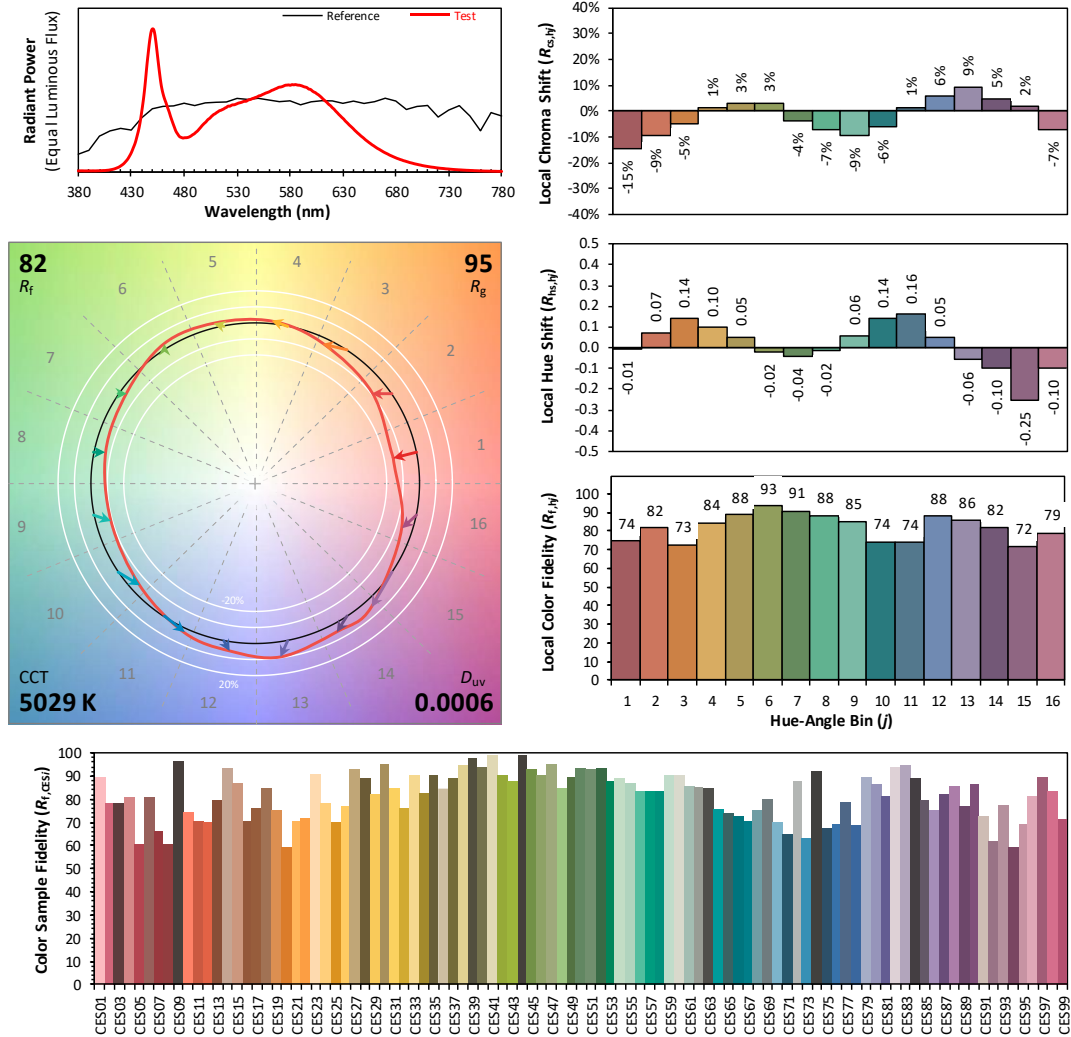 Radiant Power
(Equal Luminous Flux)
Reference
Test
380
430
480
530
580
630
680
730
780
Wavelength (nm)
Local Chroma Shift (Rcs,hj)
40%
30%
20%
10%
0%
-10%
-20%
-30%
-40%
-15%
-9%
-5%
1%
3%
3%
-4%
-7%
-9%
-6%
1%
6%
9%
5%
2%
-7%
82
Rf
95
Rg
5
4
6
3
7
2
8
1
9
16
10
15
11
14
12
13
-20%
20%
CCT
5029 K
Duv
0.0006
Local Hue Shift (Rhs,hj)
0.5
0.4
0.3
0.2
0.1
0.0
-0.1
-0.2
-0.3
-0.4
-0.5
-0.01
0.07
0.14
0.10
0.05
-0.02
-0.04
-0.02
0.06
0.14
0.16
0.05
-0.06
-0.10
-0.25
-0.10
Local Color Fidelity (Rf,hj)
100
90
80
70
60
50
40
30
20
10
0
74
82
73
84
88
93
91
88
85
74
74
88
86
82
72
79
1 2 3 4 5 6 7 8 9 10 11 12 13 14 15 16
Hue-Angle Bin (j)
Color Sample Fidelity (Rf,CESi)
100
90
80
70
60
50
40
30
20
10
0
CES01
CES03
CES05
CES07
CES09
CES11
CES13
CES15
CES17
CES19
CES21
CES23
CES25
CES27
CES29
CES31
CES33
CES35
CES37
CES39
CES41
CES43
CES45
CES47
CES49
CES51
CES53
CES55
CES57
CES59
CES61
CES63
CES65
CES67
CES69
CES71
CES73
CES75
CES77
CES79
CES81
CES83
CES85
CES87
CES89
CES91
CES93
CES95
CES97
CES99